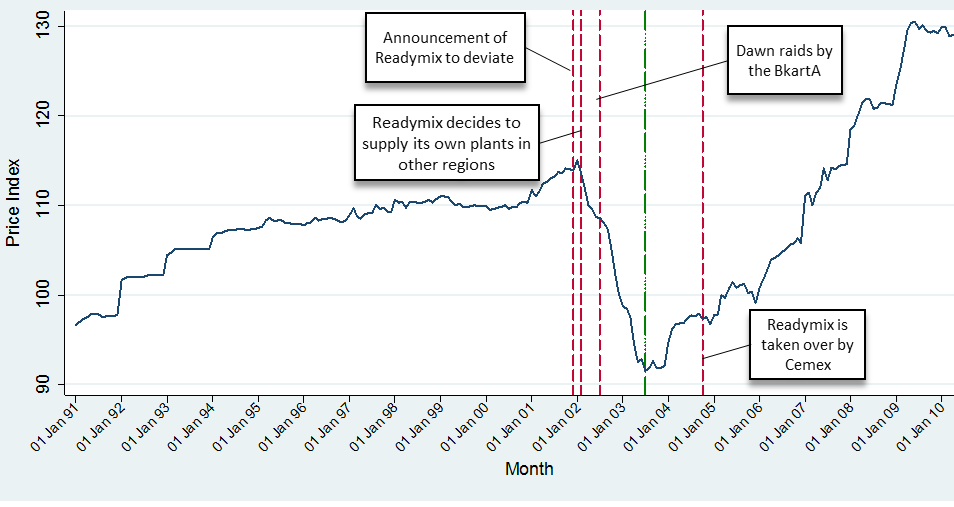 Announcement of
Readymix to deviate
Readymix decides to
supply its own plants in
other regions
Dawn raids by
the BkartA
Readymix is
taken over by
Cemex
Price Index
130
120
110
100
90
01 Jan 91
01 Jan 92
01 Jan 93
01 Jan 94
01 Jan 95
01 Jan 96
01 Jan 97
01 Jan 98
01 Jan 99
01 Jan 00
01 Jan 01
01 Jan 02
01 Jan 03
01 Jan 04
01 Jan 05
01 Jan 06
01 Jan 07
01 Jan 08
01 Jan 09
01 Jan 10
Month